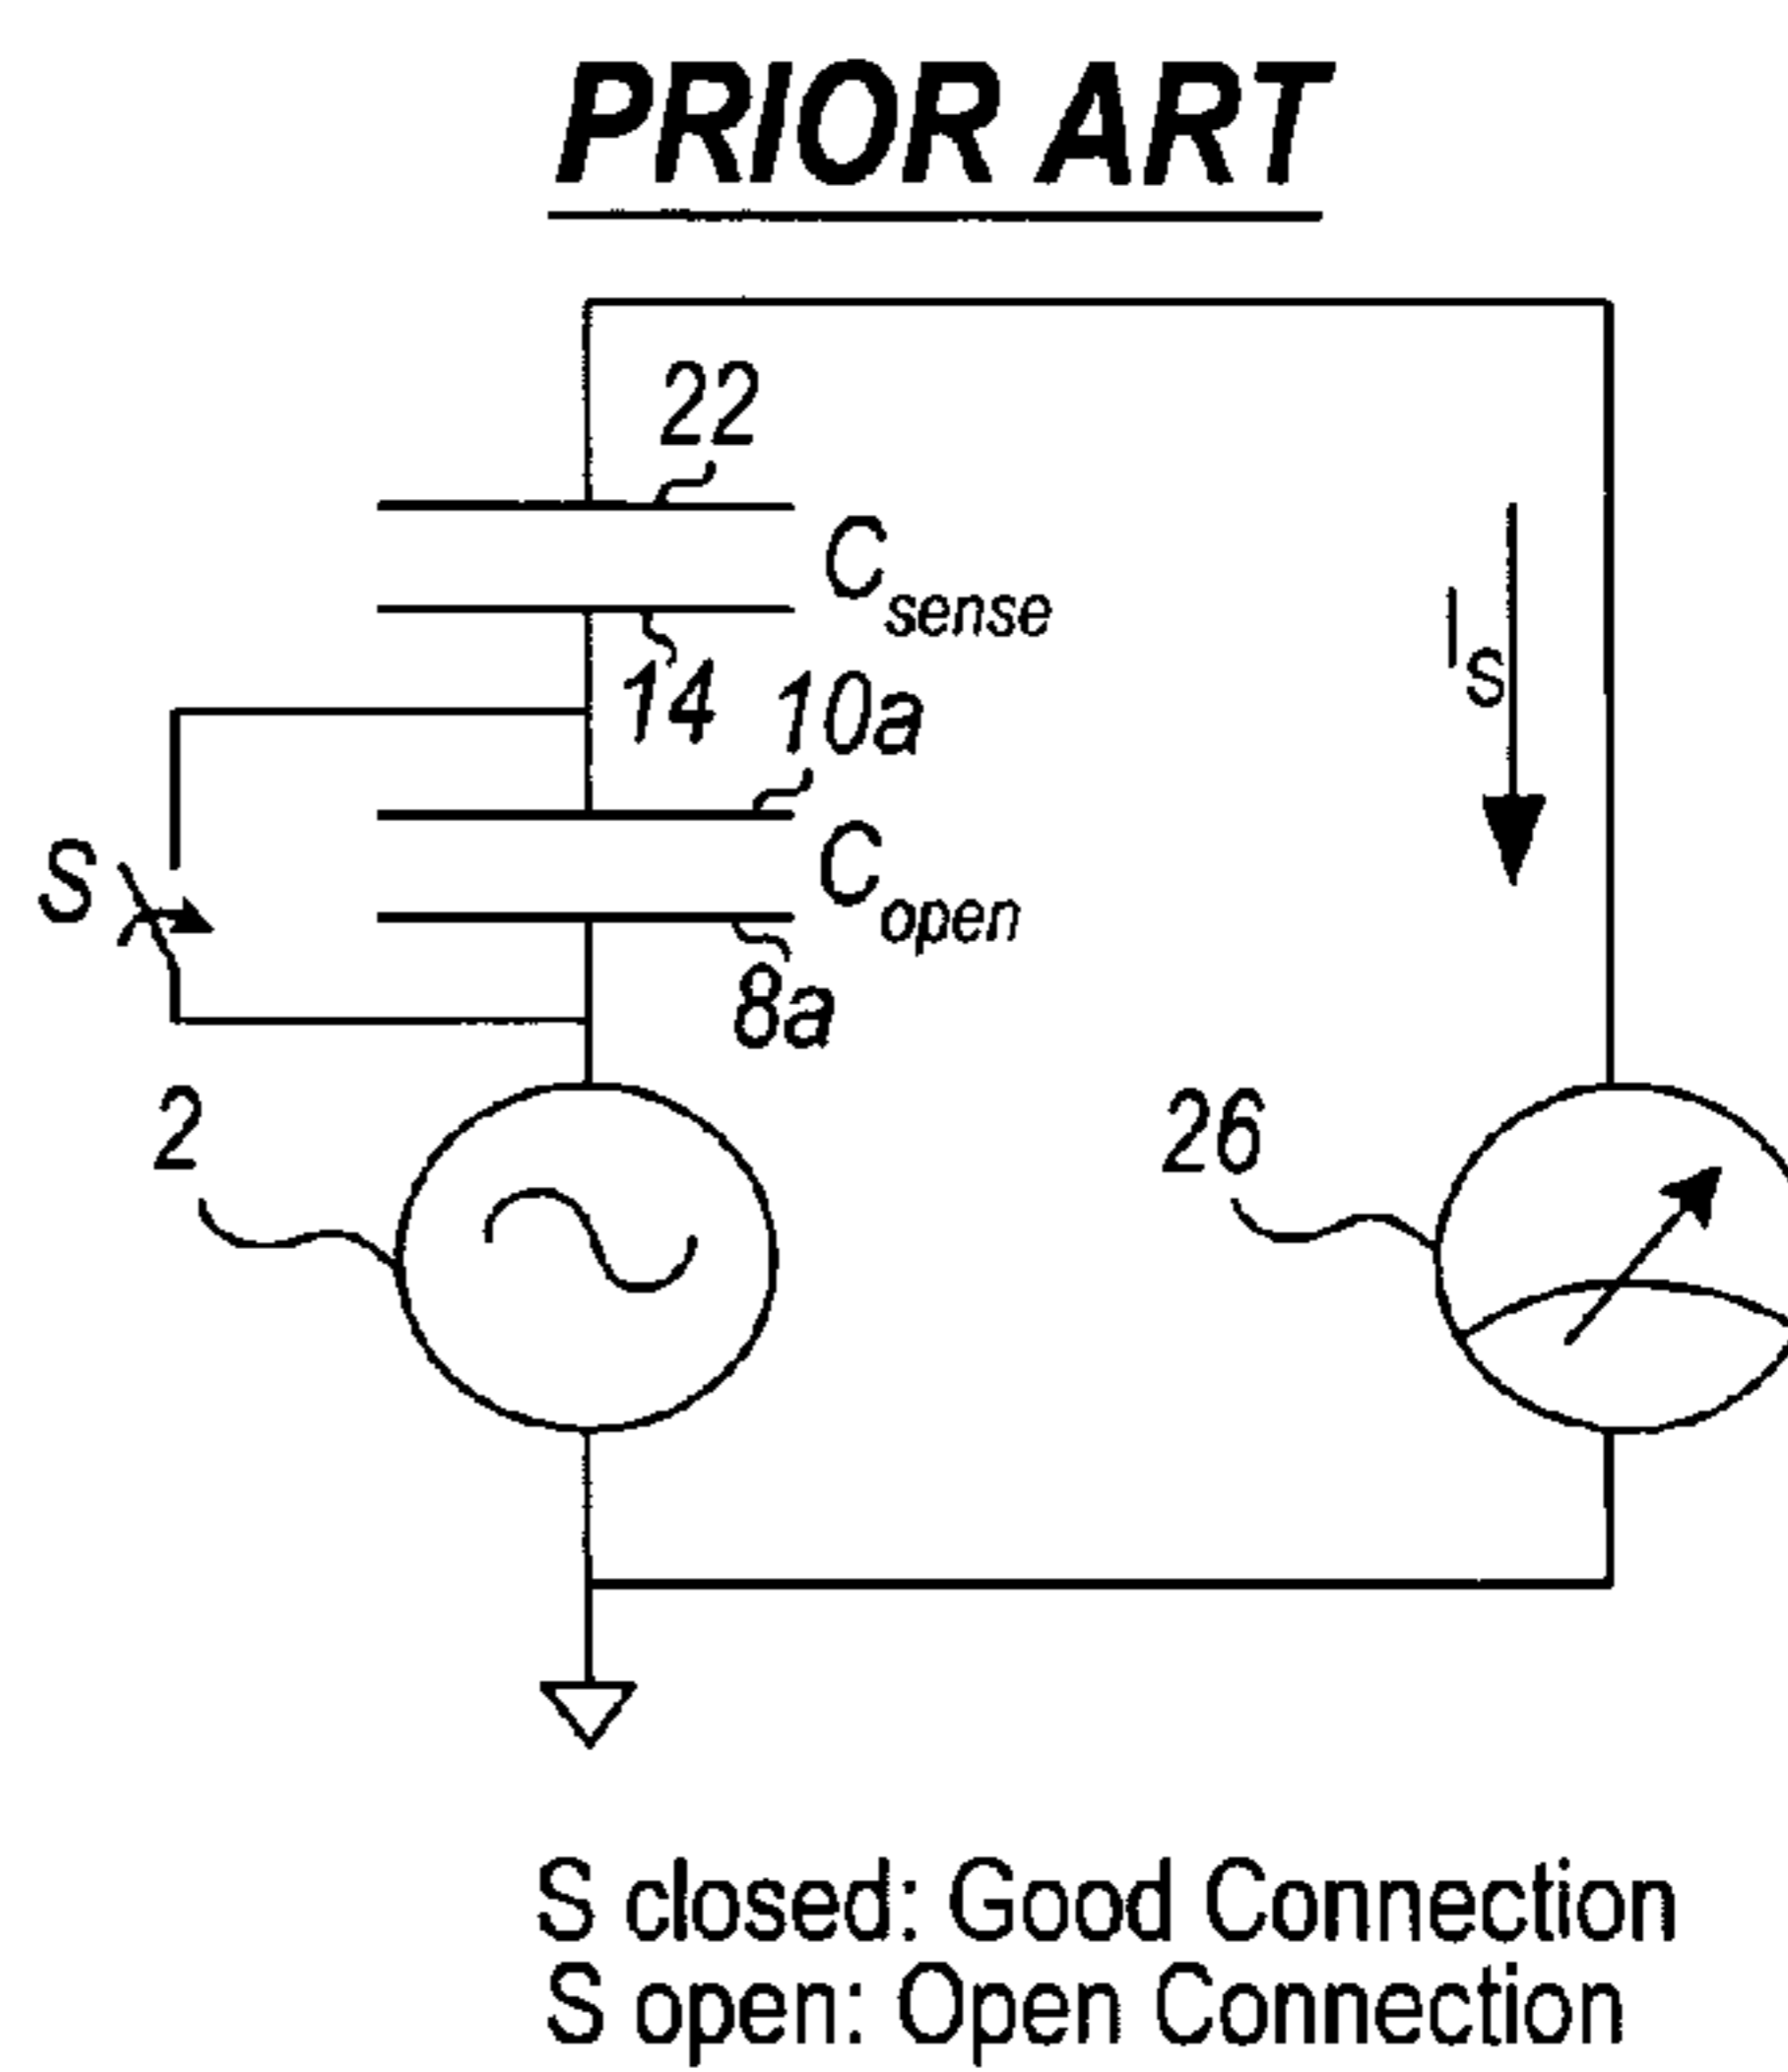 PRIOR ART
22
C sense
14
10a
I S
S
C open
8a
2
26
S closed: Good Connection
S open: Open Connection